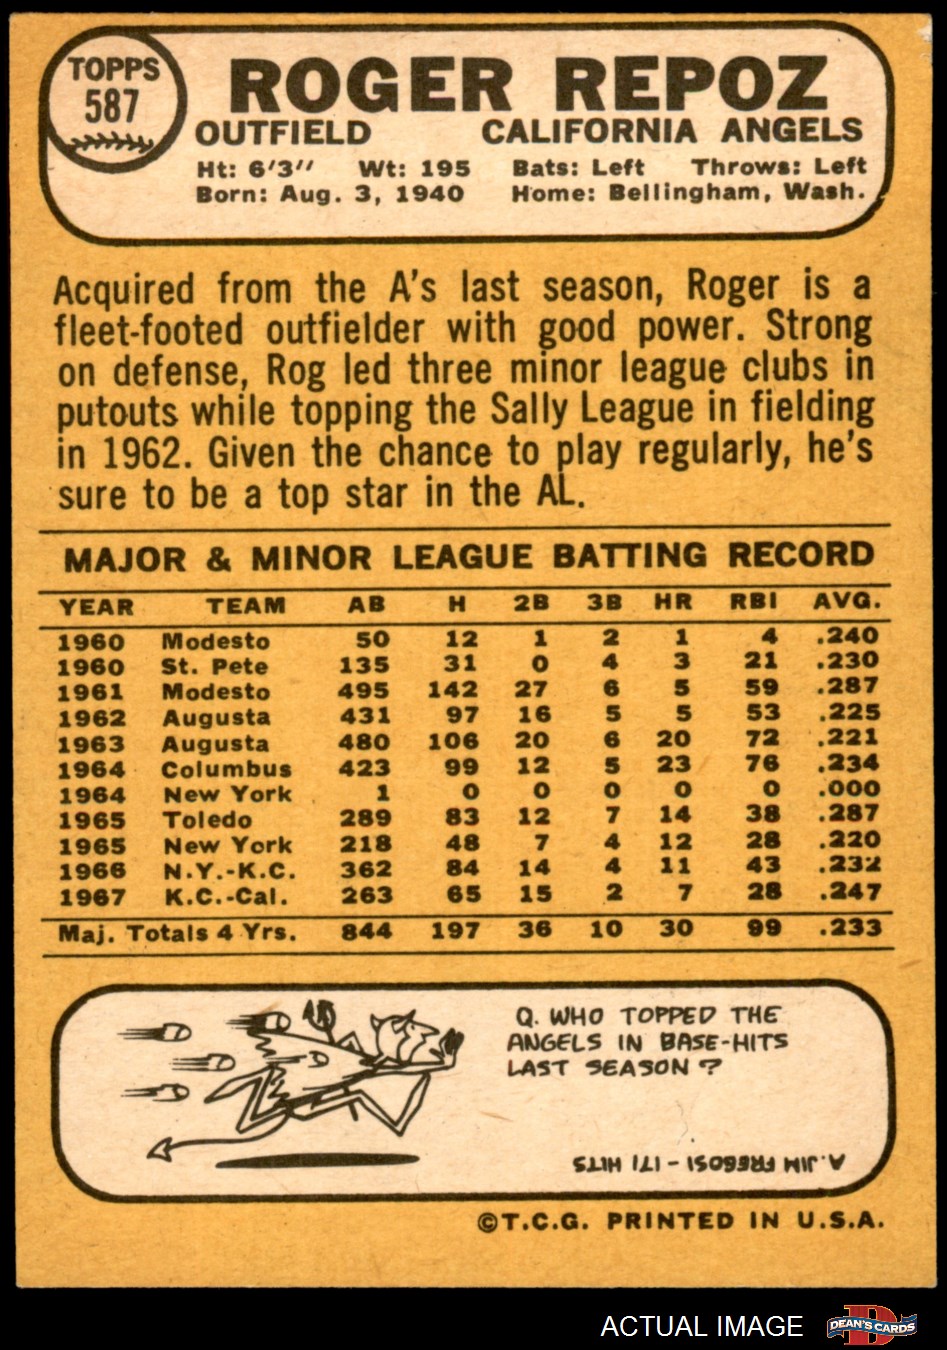 TOPPS
587
ROGER REPOZ
OUTFIELD CALIFORNIA ANGELS
Ht: 6'3" Wt: 195 Bats: Left Throws: Left
Born: Aug. 3, 1940 Home: Bellingham, Wash.
Acquired from the A's last season, Roger is a
fleet-footed outfielder with good power. Strong
on defense, Rog led three minor league clubs in
putouts while topping the Sally League in fielding
in 1962. Given the chance to play regularly, he's
sure to be a top star in the AL.
MAJOR & MINOR LEAGUE BATTING RECORD
YEAR TEAM AB H 2B 3B HR RBI AVG.
1960 Modesto 50 12 1 2 1 4 .240
1960 St. Pete 135 31 0 4 3 21 .230
1961 Modesto 495 142 27 6 5 59 .287
1962 Augusta 431 97 16 5 5 53 .225
1963 Augusta 480 106 20 6 20 72 .221
1964 Columbus 423 99 12 5 23 76 .234
1964 New York 1 0 0 0 0 0 .000
1965 Toledo 289 83 12 7 14 38 .287
1965 New York 218 48 7 4 12 28 .220
1966 N.Y.-K.C. 362 84 14 4 11 43 .232
1967 K.C.-Cal. 263 65 15 2 7 28 .247
Maj. Totals 4 Yrs. 844 197 36 10 30 99 .233
Q. WHO TOPPED THE
ANGELS IN BASE-HITS
LAST SEASON?
A. JIM FREGOSI - 171 HITS
©T.C.G. PRINTED IN U.S.A.
ACTUAL IMAGE
DEAN'S CARDS